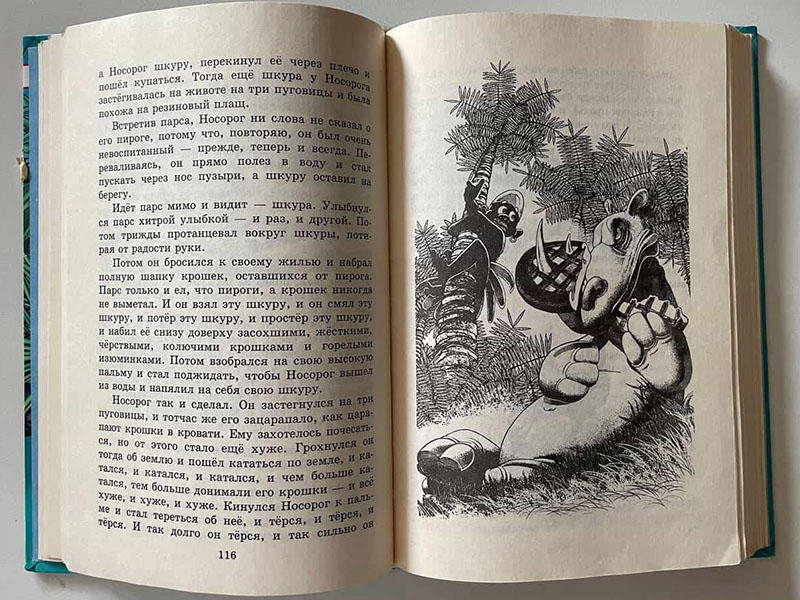 а Носорог шкуру, перекинул её через плечо и
пошёл купаться. Тогда ещё шкура у Носорога
застёгивалась на животе на три пуговицы и была
похожа на резиновый плащ.
Встретив парса, Носорог ни слова не сказал о
его пироге, потому что, повторяю, он был очень
невоспитанный — прежде, теперь и всегда. Пе-
реваливаясь, он прямо полез в воду и стал
пускать через нос пузыри, а шкуру оставил на
берегу.
Идёт парс мимо и видит — шкура. Улыбнул-
ся парс хитрой улыбкой — и раз, и другой. По-
том трижды протанцевал вокруг шкуры, поти-
рая от радости руки.
Потом он бросился к своему жилью и набрал
полную шапку крошек, оставшихся от пирога.
Парс только и ел, что пироги, а крошек никогда
не выметал. И он взял эту шкуру, и он смял эту
шкуру, и потёр эту шкуру, и простёр эту шкуру,
и набил её снизу доверху засохшими, жёсткими,
чёрствыми, колючими крошками и горелыми
изюминками. Потом взобрался на свою высокую
пальму и стал поджидать, чтобы Носорог вышел
из воды и напялил на себя свою шкуру.
Носорог так и сделал. Он застегнулся на три
пуговицы, и тотчас же его зацарапало, как цара-
пают крошки в кровати. Ему захотелось почесать-
ся, но от этого стало ещё хуже. Грохнулся он
тогда об землю и пошёл кататься по земле, и ка-
тался, и катался, и катался, и чем больше ка-
тался, тем больше донимали его крошки — и всё
хуже, и хуже, и хуже. Кинулся Носорог к паль-
ме и стал тереться об неё, и тёрся, и тёрся, и
тёрся. И так долго он тёрся, и так сильно он
116